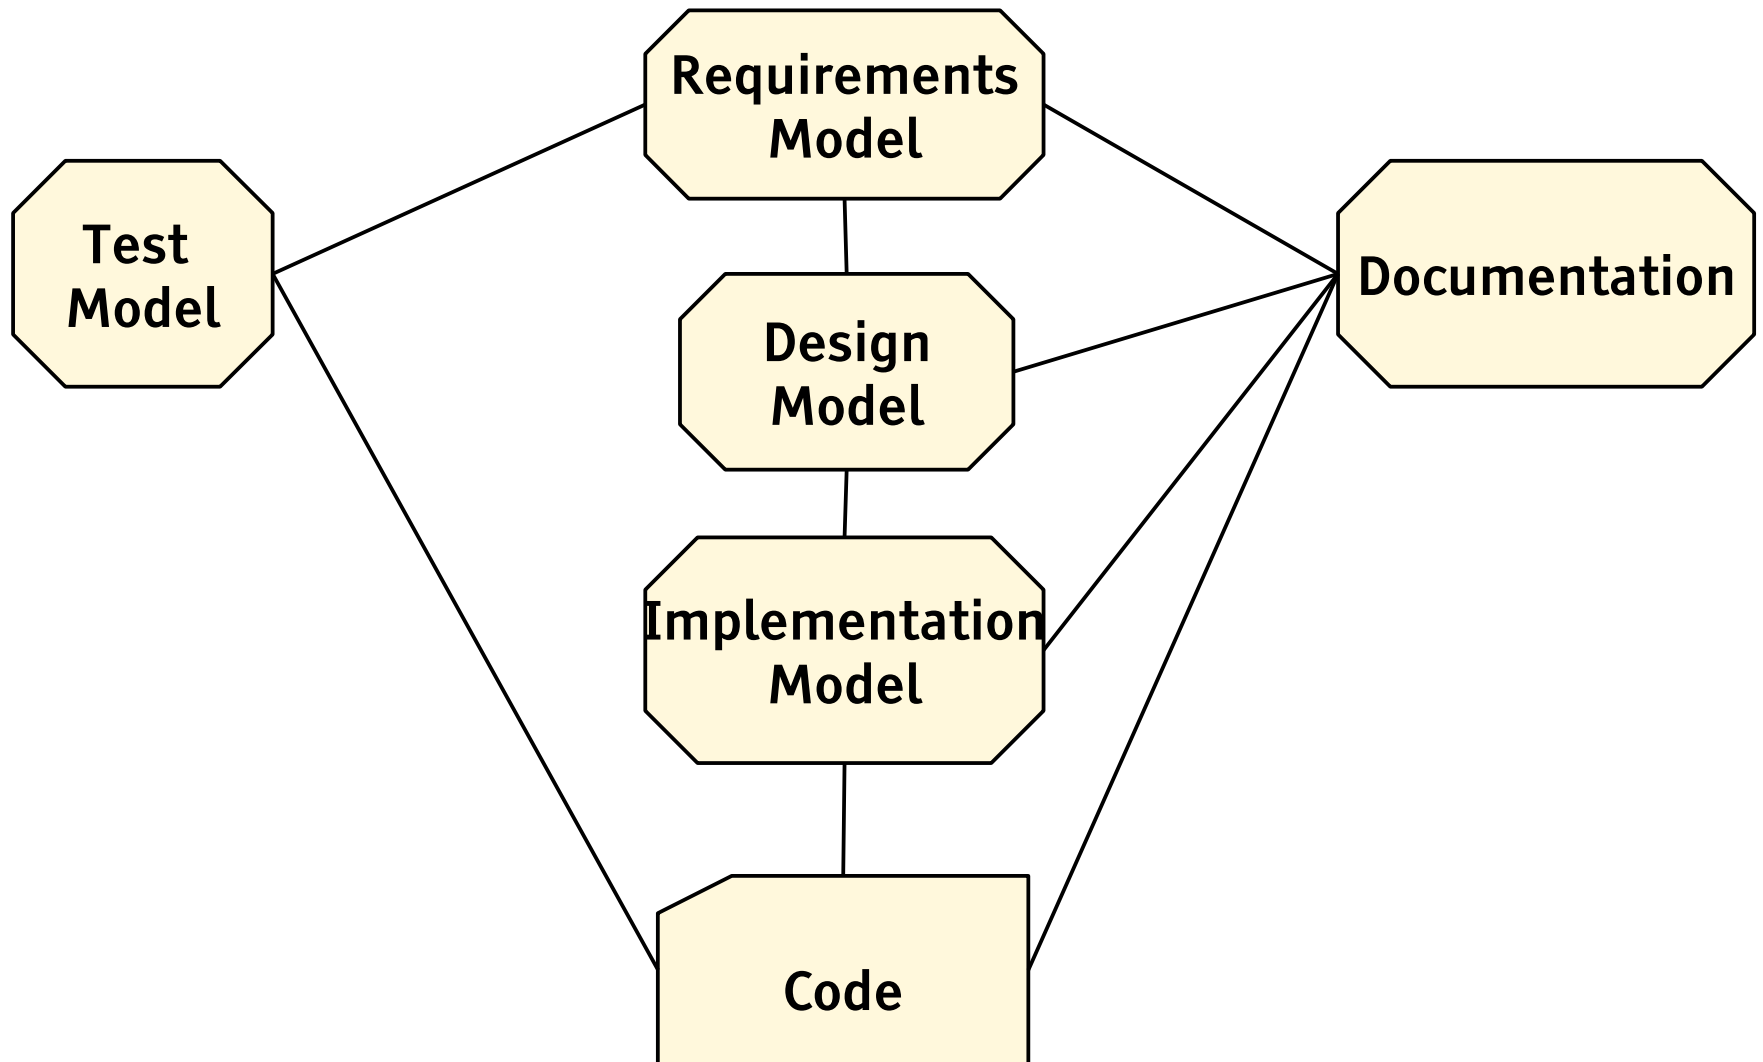 Requirements
Model
Test
Model
Documentation
Design
Model
Implementation
Model
Code